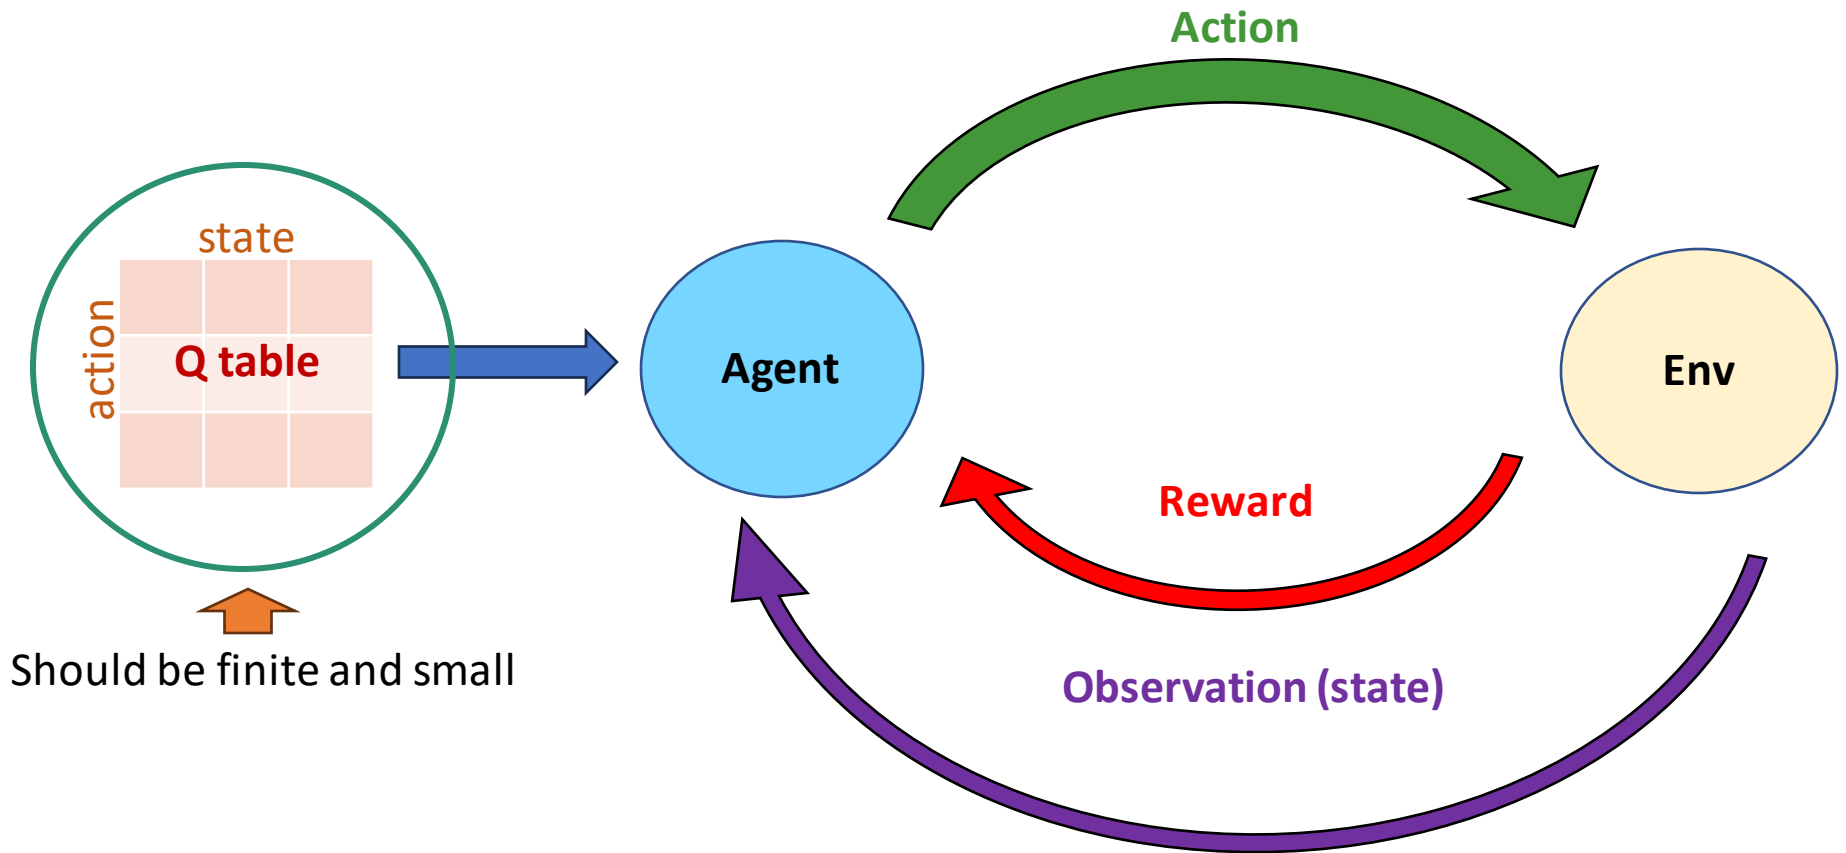 Action
state
action
Q table
Agent
Env
Reward
Should be finite and small
Observation (state)